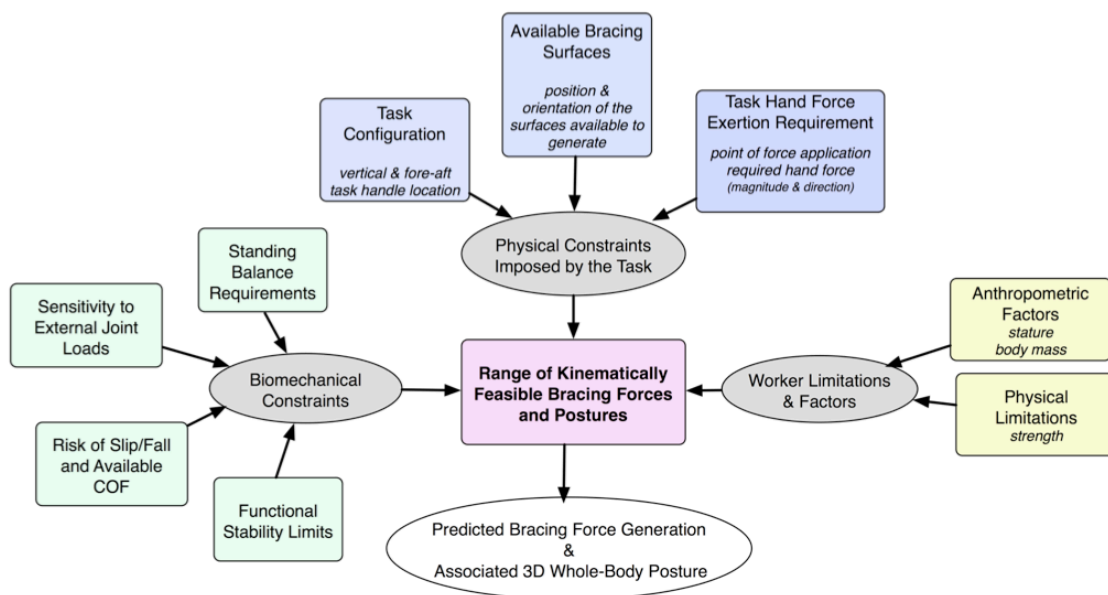 Available Bracing
Surfaces
position &
orientation of the
surfaces available to
generate
Task
Configuration
vertical & fore-aft
task handle location
Task Hand Force
Exertion Requirement
point of force application
required hand force
(magnitude & direction)
Physical Constraints
Imposed by the Task
Standing
Balance
Requirements
Sensitivity to
External Joint
Loads
Biomechanical
Constraints
Risk of Slip/Fall
and Available
COF
Functional
Stability Limits
Range of Kinematically
Feasible Bracing Forces
and Postures
Worker Limitations
& Factors
Anthropometric
Factors
stature
body mass
Physical
Limitations
strength
Predicted Bracing Force Generation
&
Associated 3D Whole-Body Posture